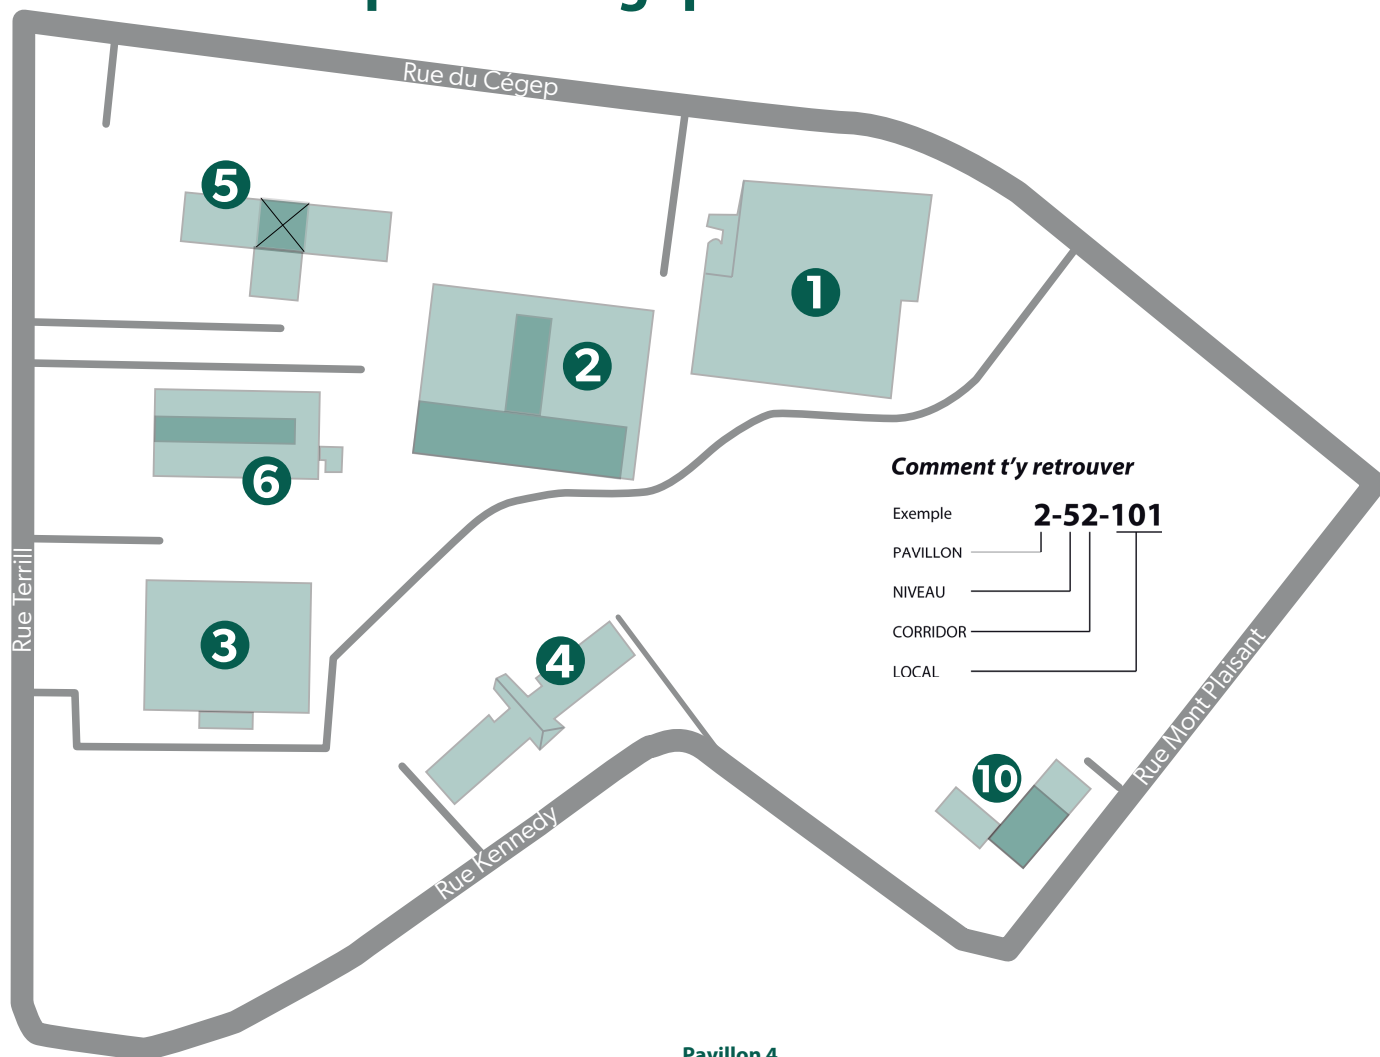 Rue du Cégep
5
1
2
6
Comment t'y retrouver
Exemple 2-52-101
PAVILLON
NIVEAU
CORRIDOR
LOCAL
Rue Terrill
3
4
Rue Mont Plaisant
10
Rue Kennedy
Pavillon 4